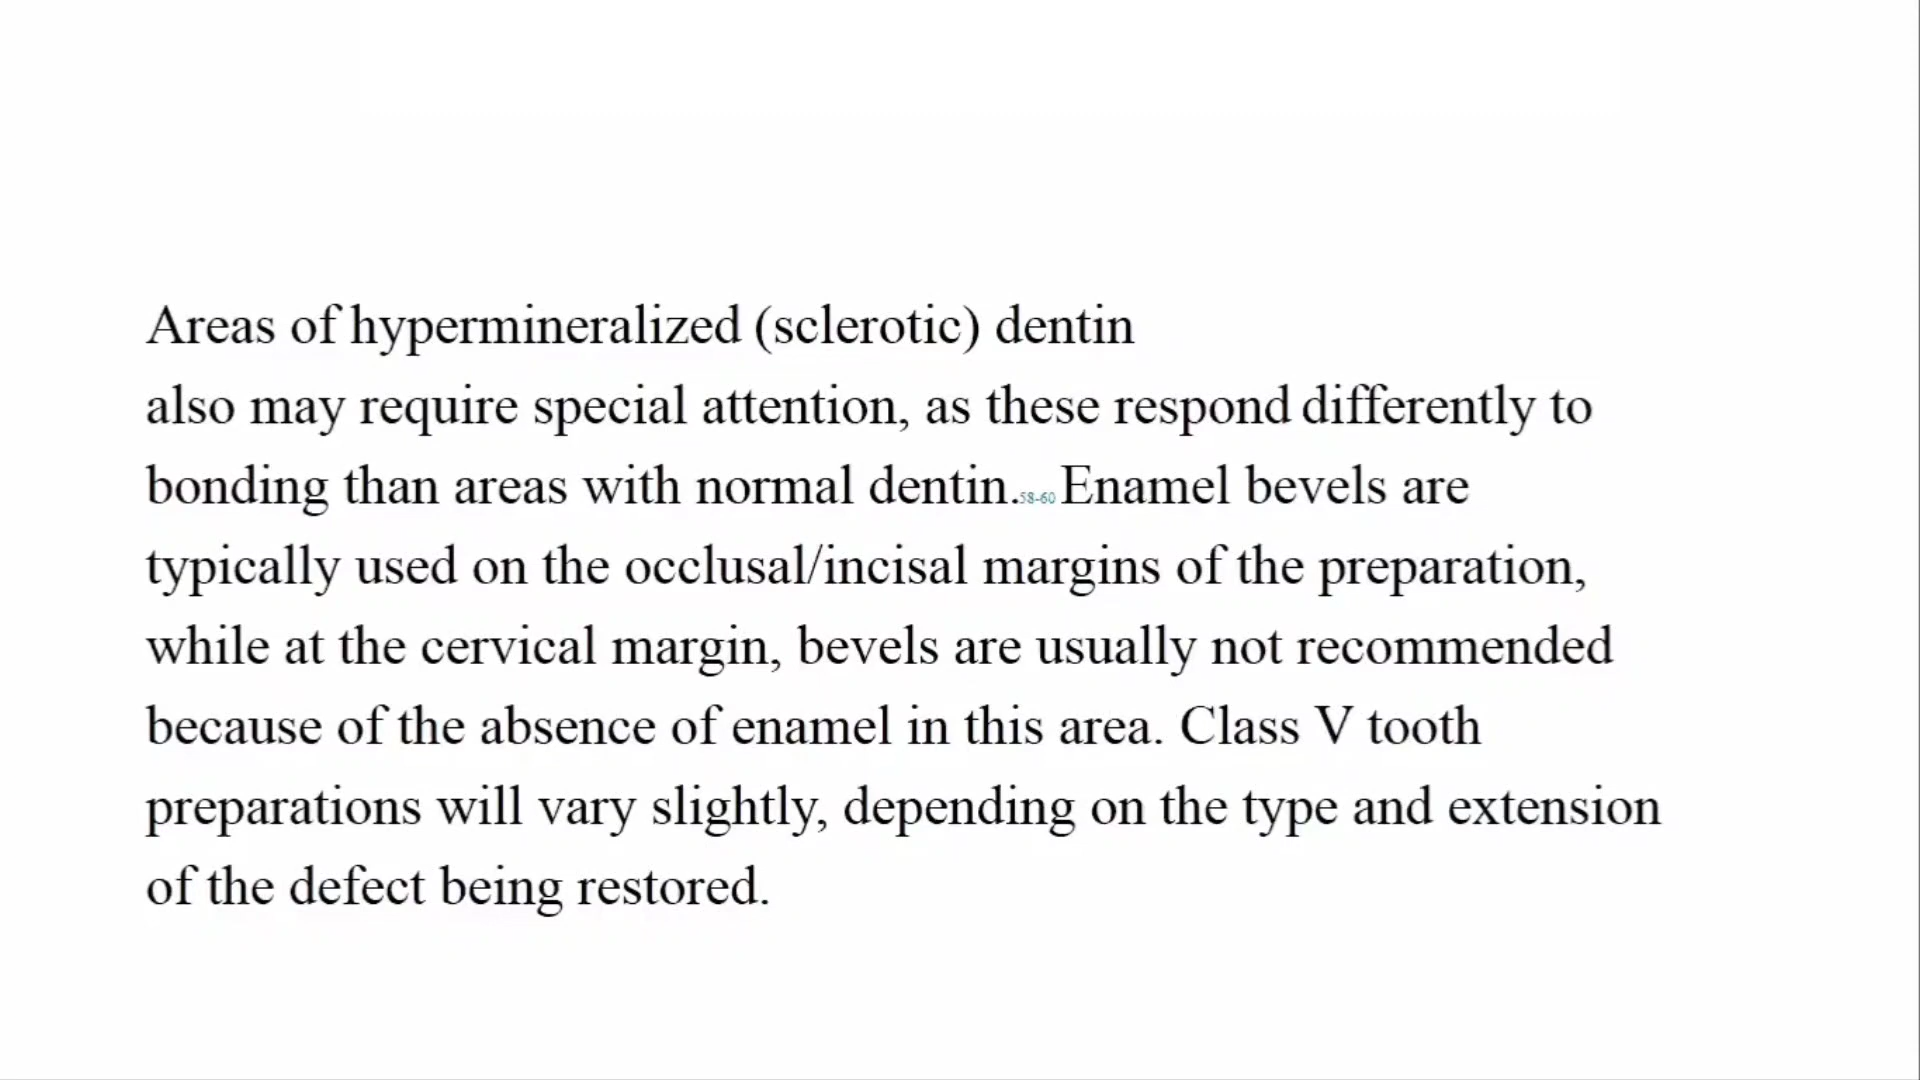 Areas of hypermineralized (sclerotic) dentin
also may require special attention, as these respond differently to
bonding than areas with normal dentin.58-60 Enamel bevels are
typically used on the occlusal/incisal margins of the preparation,
while at the cervical margin, bevels are usually not recommended
because of the absence of enamel in this area. Class V tooth
preparations will vary slightly, depending on the type and extension
of the defect being restored.